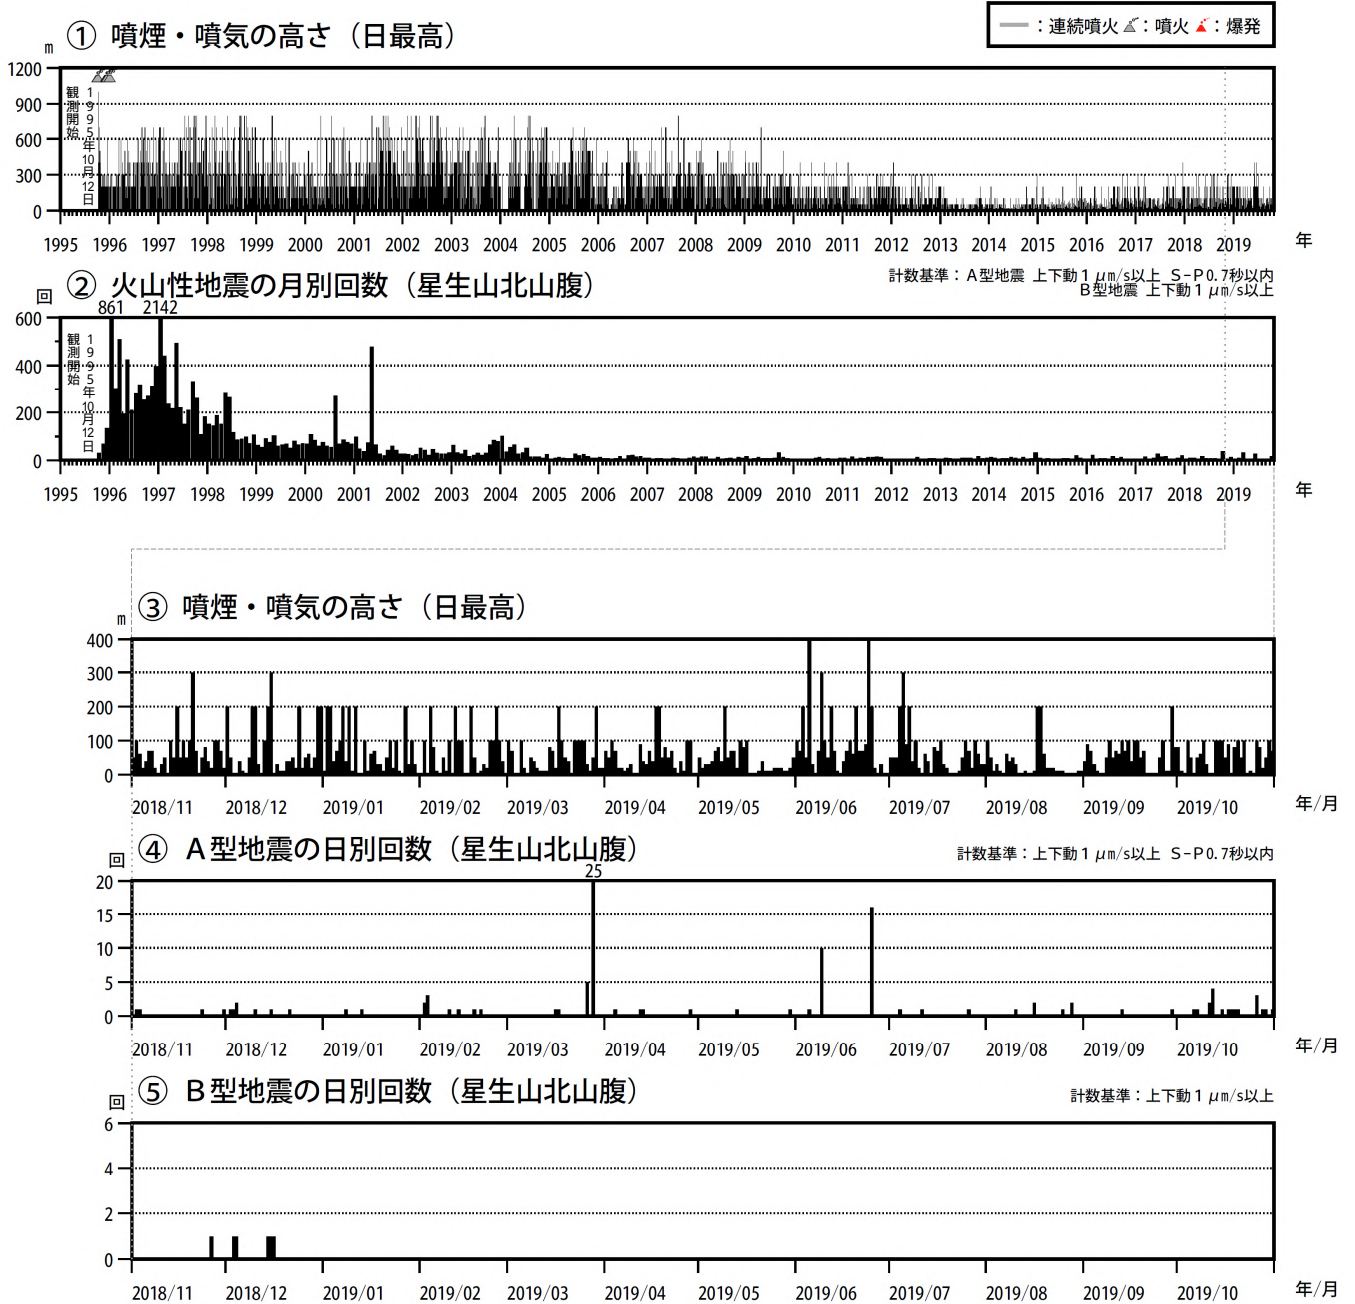 ━:連続噴火 :噴火 :爆発
① 噴煙・噴気の高さ(日最高)
m
1200
900
600
300
0
観測開始
1995年10月12日
1995 1996 1997 1998 1999 2000 2001 2002 2003 2004 2005 2006 2007 2008 2009 2010 2011 2012 2013 2014 2015 2016 2017 2018 2019 年
② 火山性地震の月別回数(星生山北山腹)
計数基準:A型地震 上下動1μm/s以上 S-P0.7秒以内
B型地震 上下動1μm/s以上
回
861 2142
600
400
200
0
観測開始
1995年10月12日
1995 1996 1997 1998 1999 2000 2001 2002 2003 2004 2005 2006 2007 2008 2009 2010 2011 2012 2013 2014 2015 2016 2017 2018 2019 年
③ 噴煙・噴気の高さ(日最高)
m
400
300
200
100
0
2018/11 2018/12 2019/01 2019/02 2019/03 2019/04 2019/05 2019/06 2019/07 2019/08 2019/09 2019/10 年/月
④ A型地震の日別回数(星生山北山腹)
計数基準:上下動1μm/s以上 S-P0.7秒以内
回
25
20
15
10
5
0
2018/11 2018/12 2019/01 2019/02 2019/03 2019/04 2019/05 2019/06 2019/07 2019/08 2019/09 2019/10 年/月
⑤ B型地震の日別回数(星生山北山腹)
計数基準:上下動1μm/s以上
回
6
4
2
0
2018/11 2018/12 2019/01 2019/02 2019/03 2019/04 2019/05 2019/06 2019/07 2019/08 2019/09 2019/10 年/月